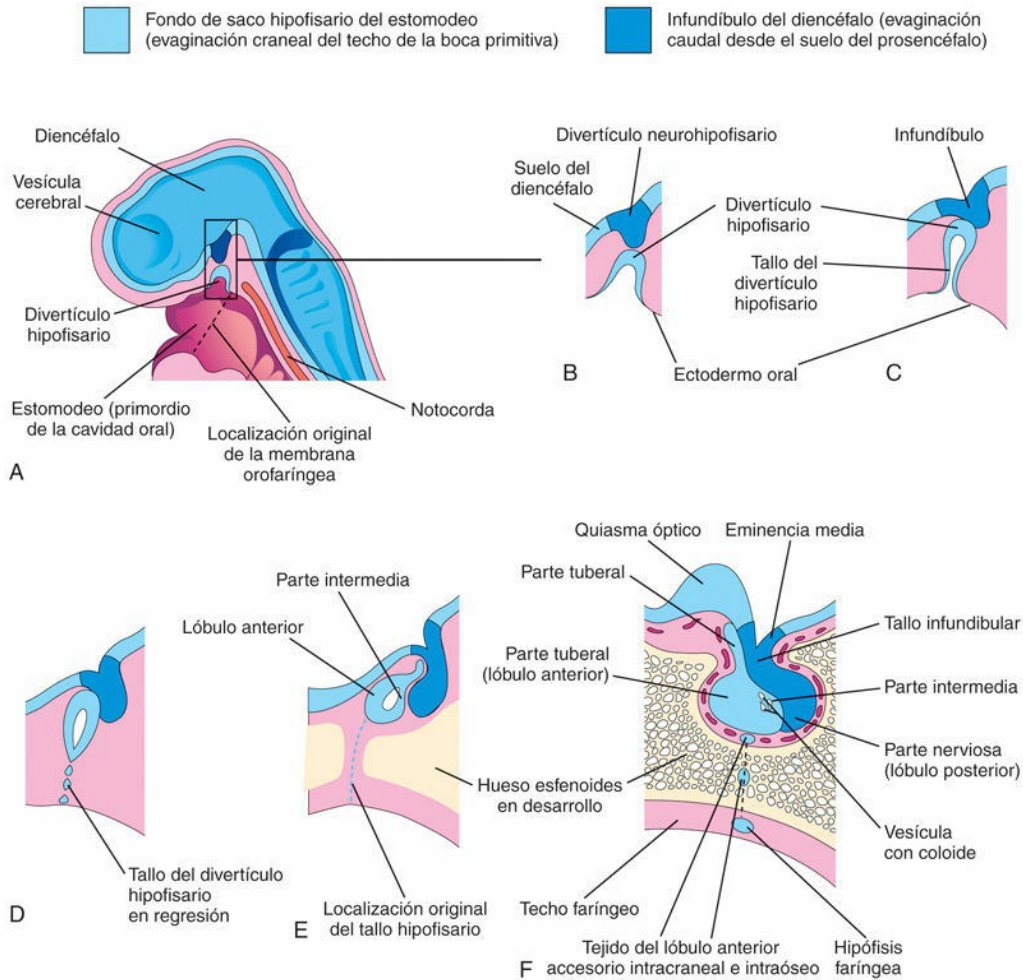 Fondo de saco hipofisario del estomodeo
(evaginación craneal del techo de la boca primitiva)
Infundíbulo del diencéfalo (evaginación
caudal desde el suelo del prosencéfalo)
Diencéfalo
Vesícula
cerebral
Divertículo
hipofisario
Estomodeo (primordio
de la cavidad oral)
Localización original
de la membrana
orofaríngea
Notocorda
A
Divertículo neurohipofisario
Suelo del
diencéfalo
Infundíbulo
Divertículo
hipofisario
Tallo del
divertículo
hipofisario
Ectodermo oral
B
C
Tallo del divertículo
hipofisario
en regresión
D
Parte intermedia
Lóbulo anterior
Hueso esfenoides
en desarrollo
Localización original
del tallo hipofisario
E
Quiasma óptico
Eminencia media
Parte tuberal
Parte tuberal
(lóbulo anterior)
Tallo infundibular
Parte intermedia
Parte nerviosa
(lóbulo posterior)
Vesícula
con coloide
Techo faríngeo
Tejido del lóbulo anterior
accesorio intracraneal e intraóseo
Hipófisis
faríngea
F